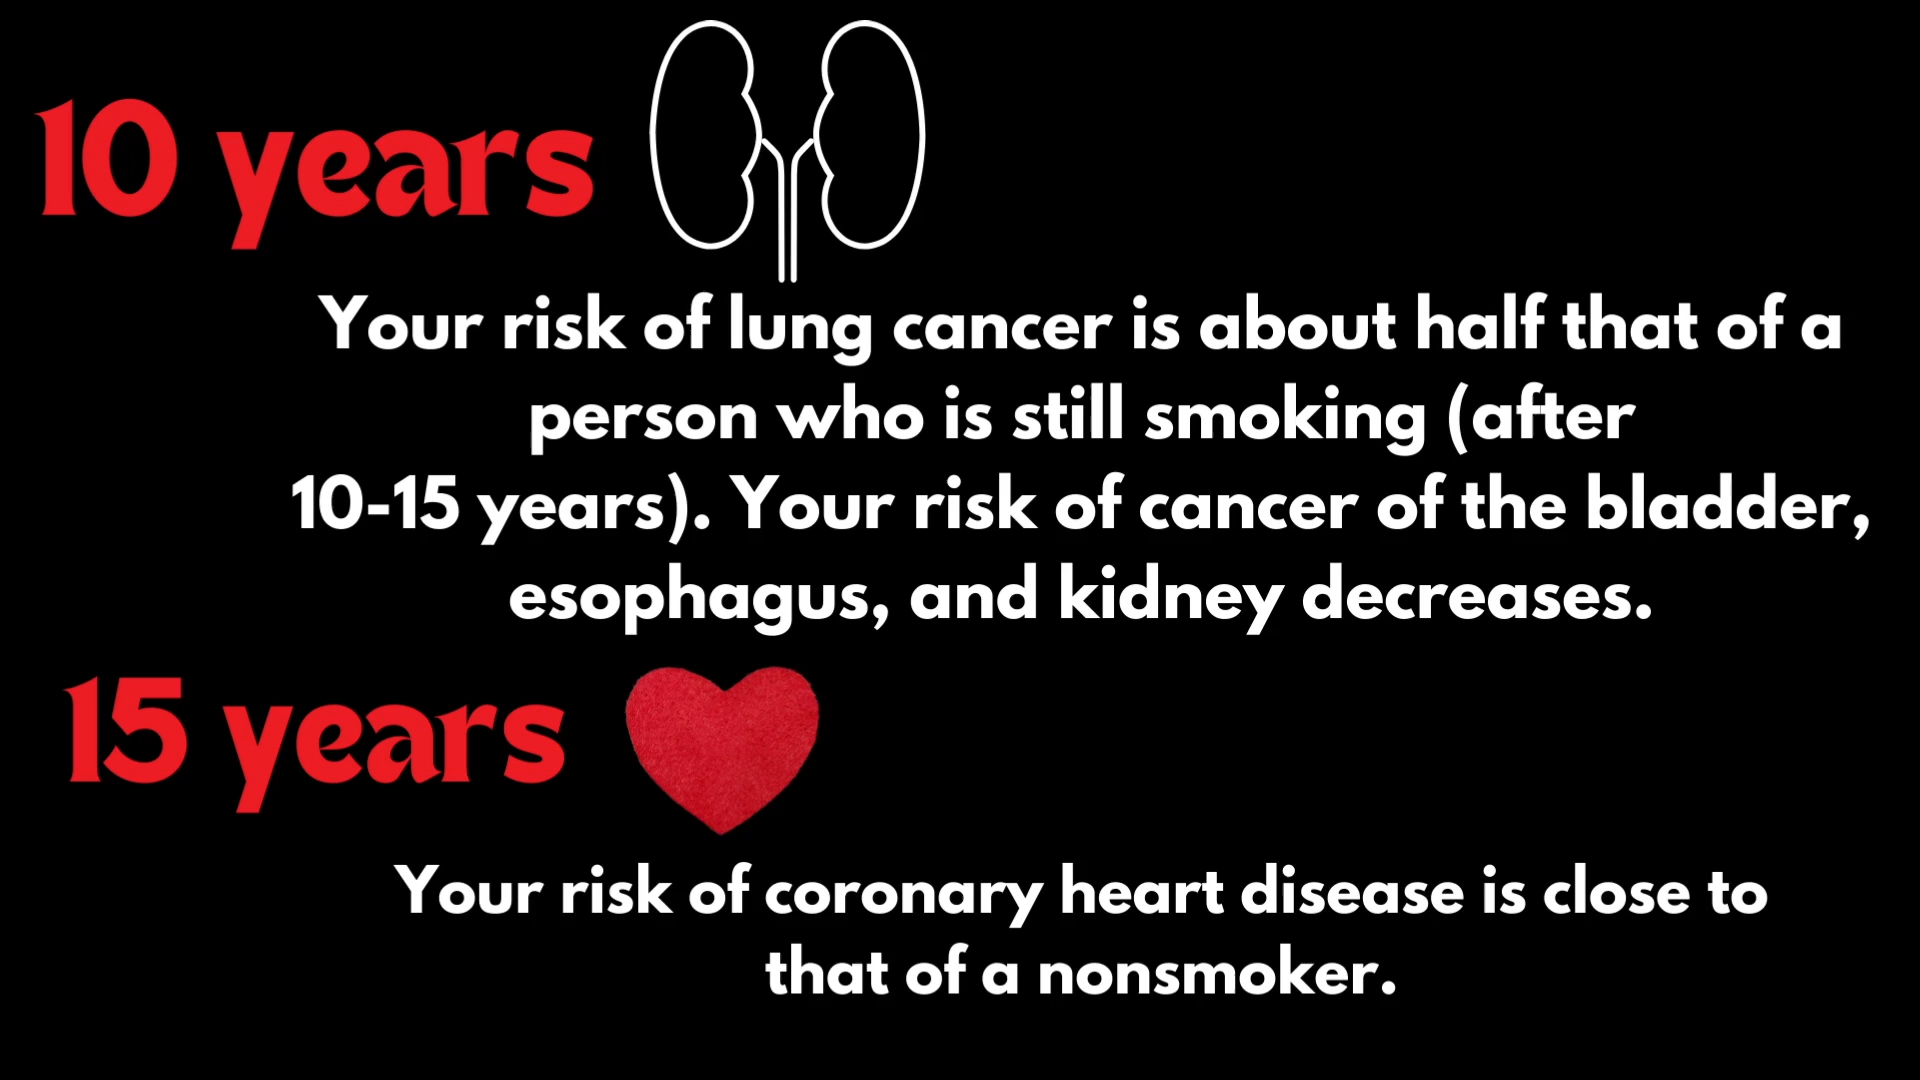 10 years
Your risk of lung cancer is about half that of a
person who is still smoking (after
10-15 years). Your risk of cancer of the bladder,
esophagus, and kidney decreases.
15 years
Your risk of coronary heart disease is close to
that of a nonsmoker.